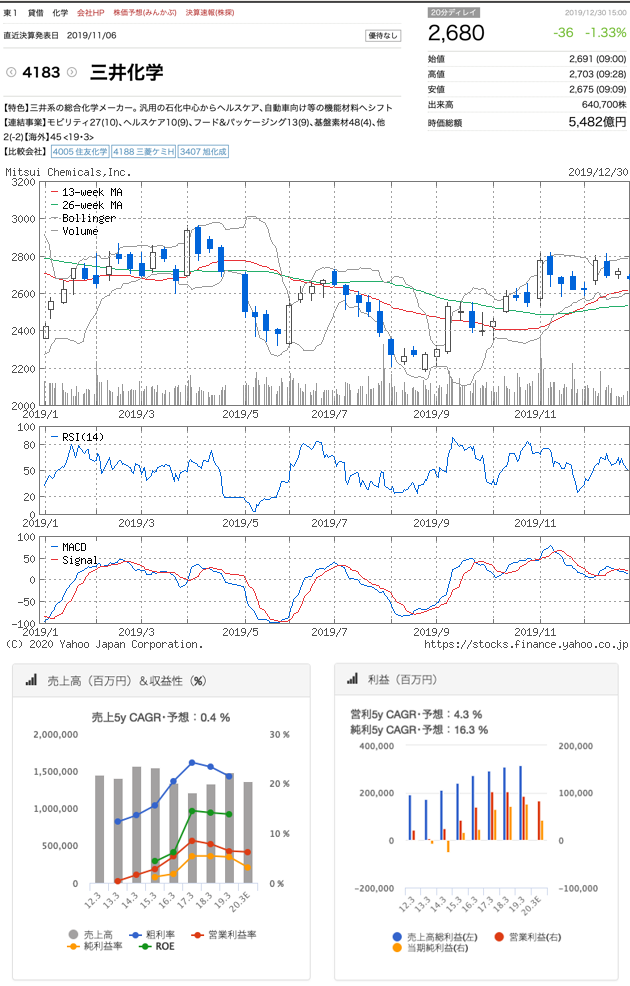 東1 貸借 化学 会社HP 株価予想(みんかぶ) 決算速報(株探)
直近決算発表日 2019/11/06
優待なし
4183 三井化学
【特色】三井系の総合化学メーカー。汎用の石化中心からヘルスケア、自動車向け等の機能材料へシフト
【連結事業】モビリティ27(10)、ヘルスケア10(9)、フード&パッケージング13(9)、基盤素材48(4)、他
2(-2)【海外】45 <19・3>
【比較会社】 4005 住友化学 4188 三菱ケミH 3407 旭化成
20分ディレイ
2019/12/30 15:00
2,680 -36 -1.33%
始値 2,691 (09:00)
高値 2,703 (09:28)
安値 2,675 (09:09)
出来高 640,700株
時価総額 5,482億円
Mitsui Chemicals,Inc. 2019/12/30
13-week MA
26-week MA
Bollinger
Volume
3200
3000
2800
2600
2400
2200
2000
2019/1 2019/3 2019/5 2019/7 2019/9 2019/11
RSI(14)
100
80
50
20
0
2019/1 2019/3 2019/5 2019/7 2019/9 2019/11
MACD
Signal
100
50
0
-50
-100
2019/1 2019/3 2019/5 2019/7 2019/9 2019/11
(C) 2020 Yahoo Japan Corporation. https://stocks.finance.yahoo.co.jp
売上高（百万円）＆収益性（%）
売上5y CAGR・予想：0.4 %
2,000,000
1,500,000
1,000,000
500,000
0
30 %
20 %
10 %
0 %
12.3 13.3 14.3 15.3 16.3 17.3 18.3 19.3 20.3E
売上高 粗利率 営業利益率
純利益率 ROE
利益（百万円）
営利5y CAGR・予想：4.3 %
純利5y CAGR・予想：16.3 %
400,000
200,000
0
-200,000
200,000
100,000
0
-100,000
12.3 13.3 14.3 15.3 16.3 17.3 18.3 19.3 20.3E
売上高総利益(左) 営業利益(右)
当期純利益(右)